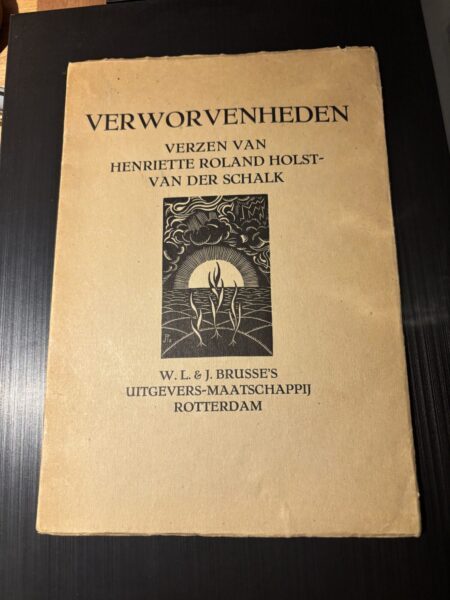 VERWORVENHEDEN
VERZEN VAN
HENRIETTE ROLAND HOLST-
VAN DER SCHALK
W. L. & J. BRUSSE'S
UITGEVERS-MAATSCHAPPIJ
ROTTERDAM